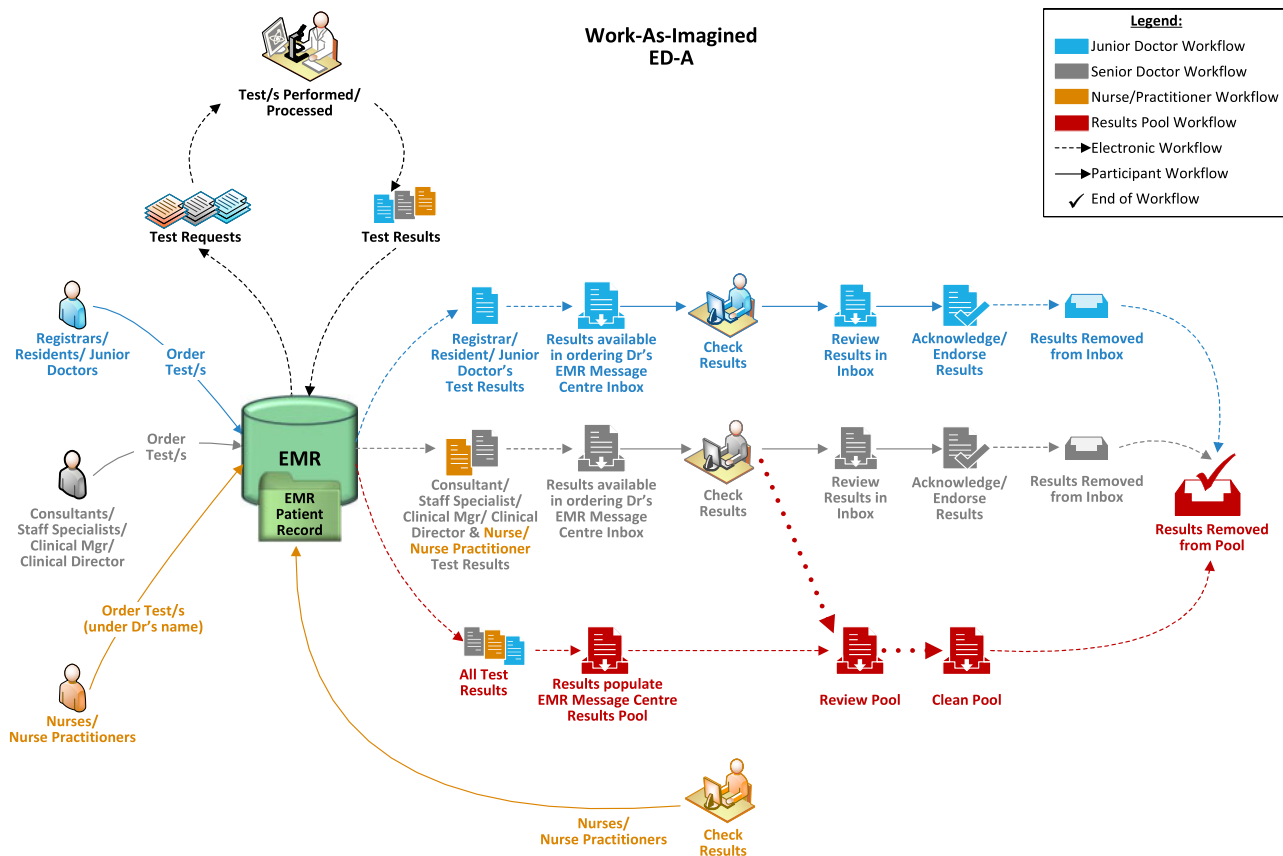 Work-As-Imagined
ED-A
Legend:
Junior Doctor Workflow
Senior Doctor Workflow
Nurse/Practitioner Workflow
Results Pool Workflow
Electronic Workflow
Participant Workflow
End of Workflow
Test/s Performed/
Processed
Test Requests
Test Results
Registrars/
Residents/ Junior
Doctors
Order
Test/s
Registrar/
Resident/ Junior
Doctor's
Test Results
Results available
in ordering Dr's
EMR Message
Centre Inbox
Check
Results
Review
Results in
Inbox
Acknowledge/
Endorse
Results
Results Removed
from Inbox
Consultants/
Staff Specialists/
Clinical Mgr/
Clinical Director
Order
Test/s
EMR
EMR
Patient
Record
Consultant/
Staff Specialist/
Clinical Mgr/ Clinical
Director & Nurse/
Nurse Practitioner
Test Results
Results available
in ordering Dr's
EMR Message
Centre Inbox
Check
Results
Review
Results in
Inbox
Acknowledge/
Endorse
Results
Results Removed
from Inbox
Results Removed
from Pool
Order Test/s
(under Dr's name)
Nurses/
Nurse Practitioners
All Test
Results
Results populate
EMR Message Centre
Results Pool
Review Pool
Clean Pool
Nurses/
Nurse Practitioners
Check
Results